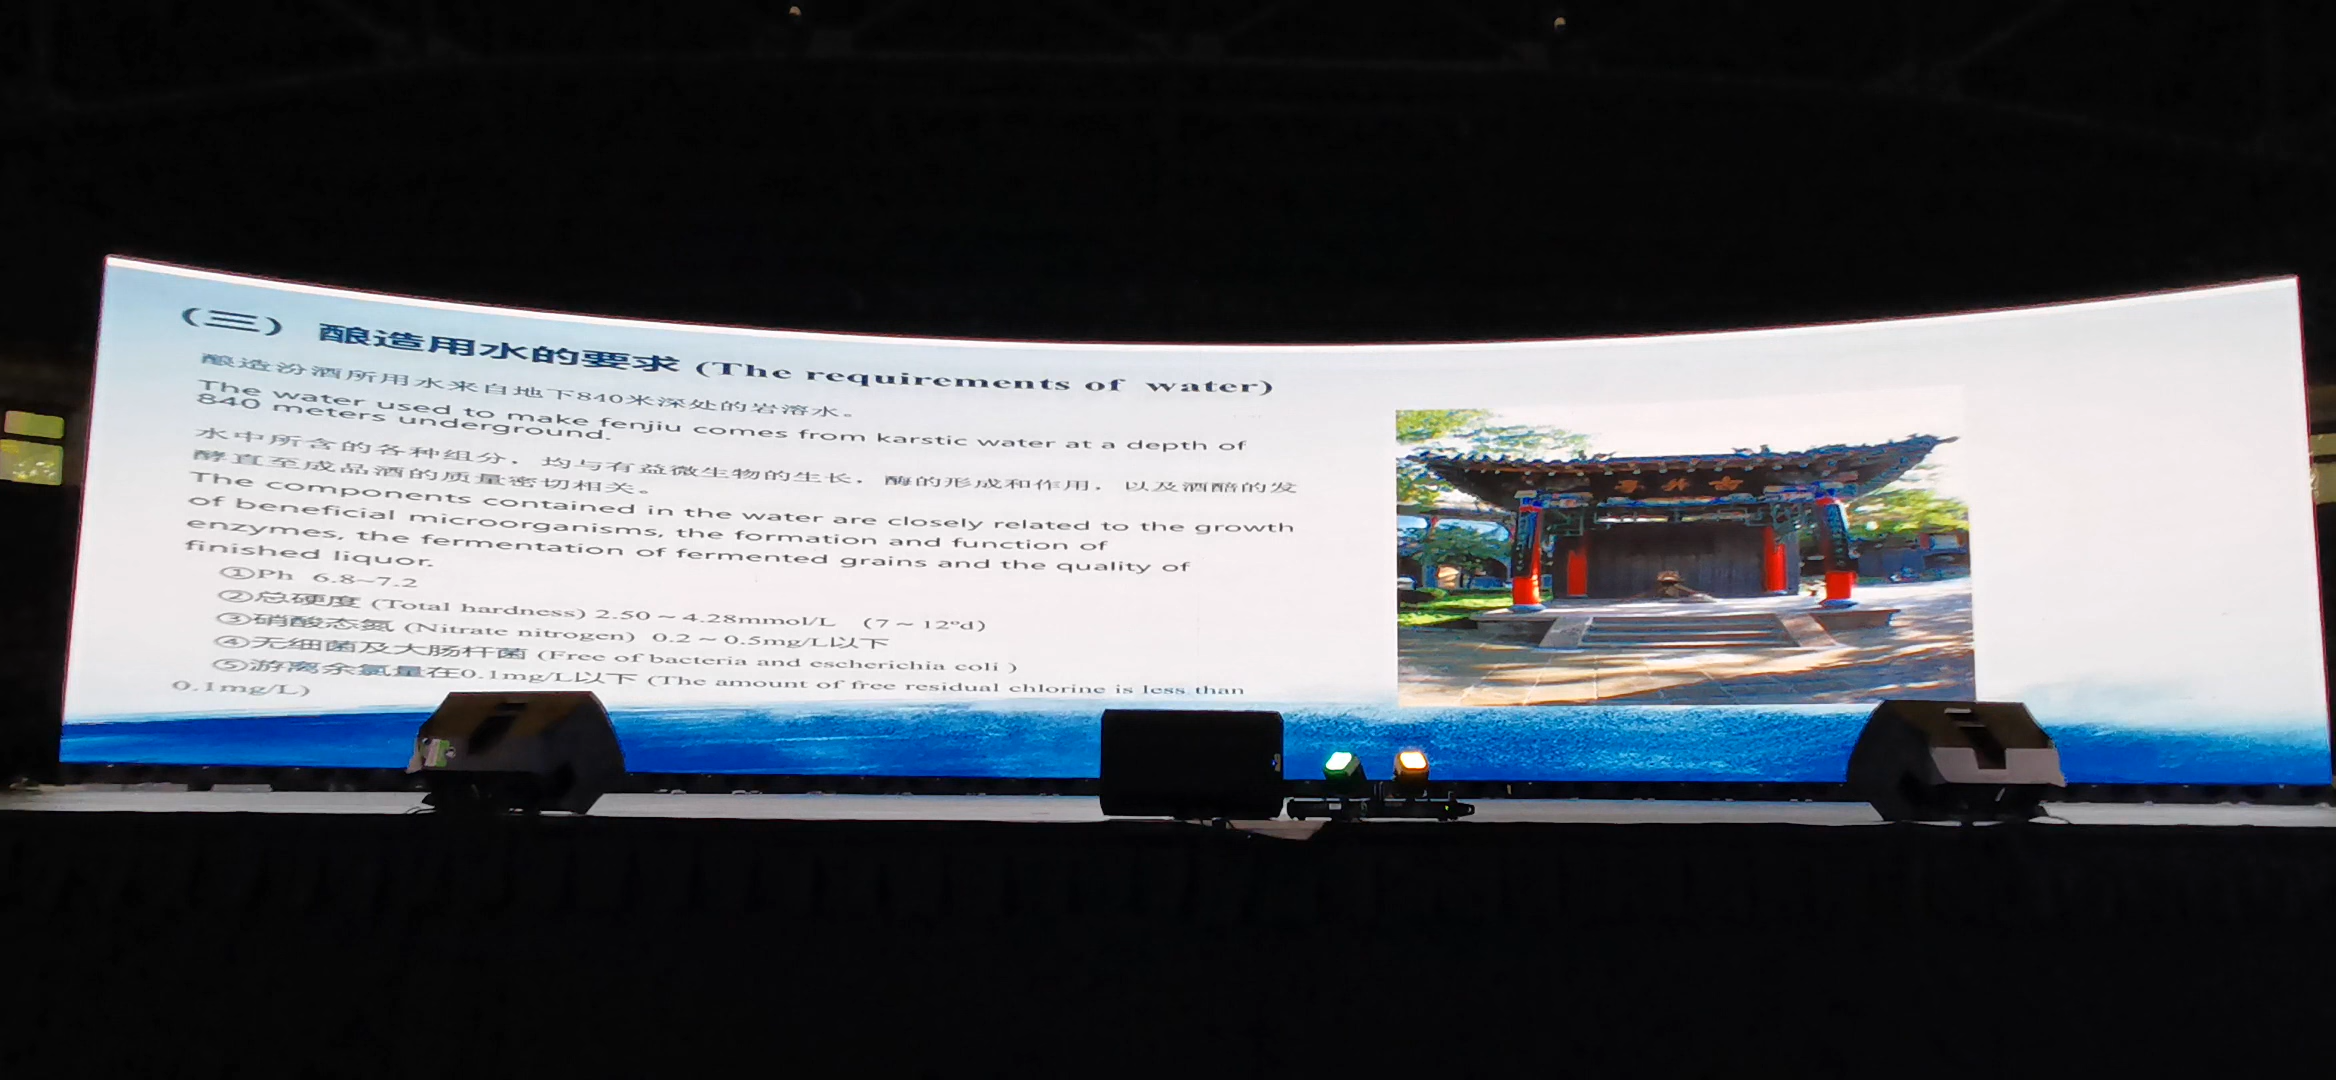 （三） 酿造用水的要求 (The requirements of water)
酿造汾酒所用水来自地下840米深处的岩溶水。
The water used to make fenjiu comes from karstic water at a depth of
840 meters underground.
水中所含的各种组分，均与有益微生物的生长，酶的形成和作用，以及酒醅的发
酵直至成品酒的质量密切相关。
The components contained in the water are closely related to the growth
of beneficial microorganisms, the formation and function of
enzymes, the fermentation of fermented grains and the quality of
finished liquor.
①Ph 6.8~7.2
②总硬度 (Total hardness) 2.50～4.28mmol/L （7～12°d）
③硝酸态氮 (Nitrate nitrogen) 0.2～0.5mg/L以下
④无细菌及大肠杆菌 (Free of bacteria and escherichia coli )
⑤游离余氯量在0.1mg/L以下 (The amount of free residual chlorine is less than
0.1mg/L)
亭井古